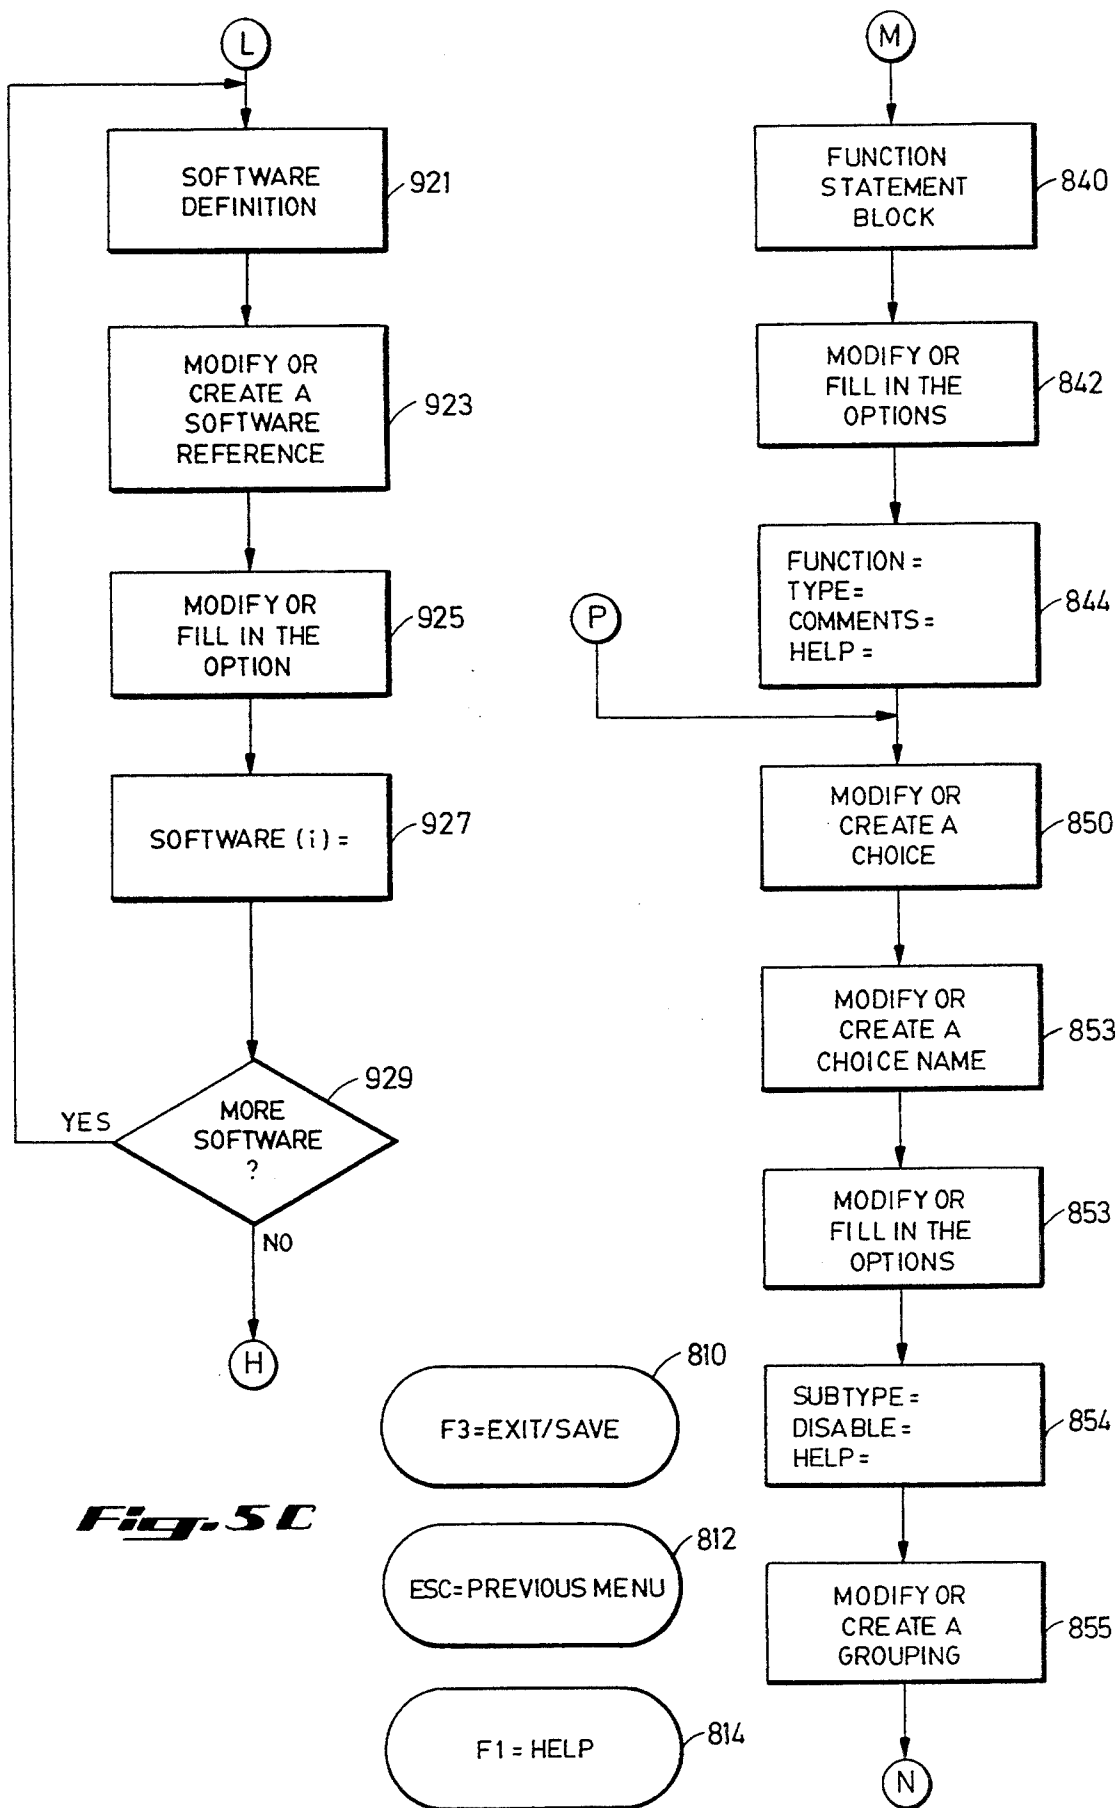 L
SOFTWARE
DEFINITION
921
MODIFY OR
CREATE A
SOFTWARE
REFERENCE
923
MODIFY OR
FILL IN THE
OPTION
925
SOFTWARE (i) =
927
MORE
SOFTWARE
?
929
YES
NO
H
M
FUNCTION
STATEMENT
BLOCK
840
MODIFY OR
FILL IN THE
OPTIONS
842
FUNCTION =
TYPE=
COMMENTS =
HELP =
844
P
MODIFY OR
CREATE A
CHOICE
850
MODIFY OR
CREATE A
CHOICE NAME
853
MODIFY OR
FILL IN THE
OPTIONS
853
SUBTYPE=
DISABLE=
HELP=
854
MODIFY OR
CREATE A
GROUPING
855
N
F3=EXIT/SAVE
810
ESC=PREVIOUS MENU
812
F1 = HELP
814
Fig. 5C